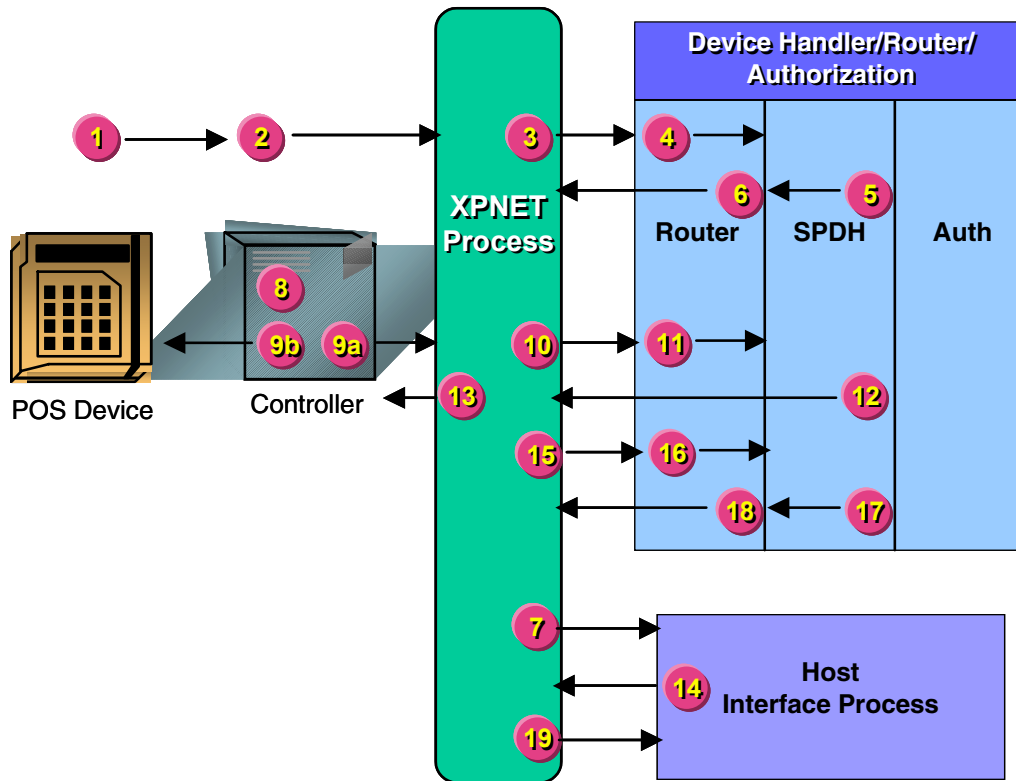 Device Handler/Router/
Authorization
1
2
3
4
XPNET
Process
6
5
Router
SPDH
Auth
8
9b
9a
10
11
POS Device
Controller
13
12
15
16
18
17
7
Host
Interface Process
14
19